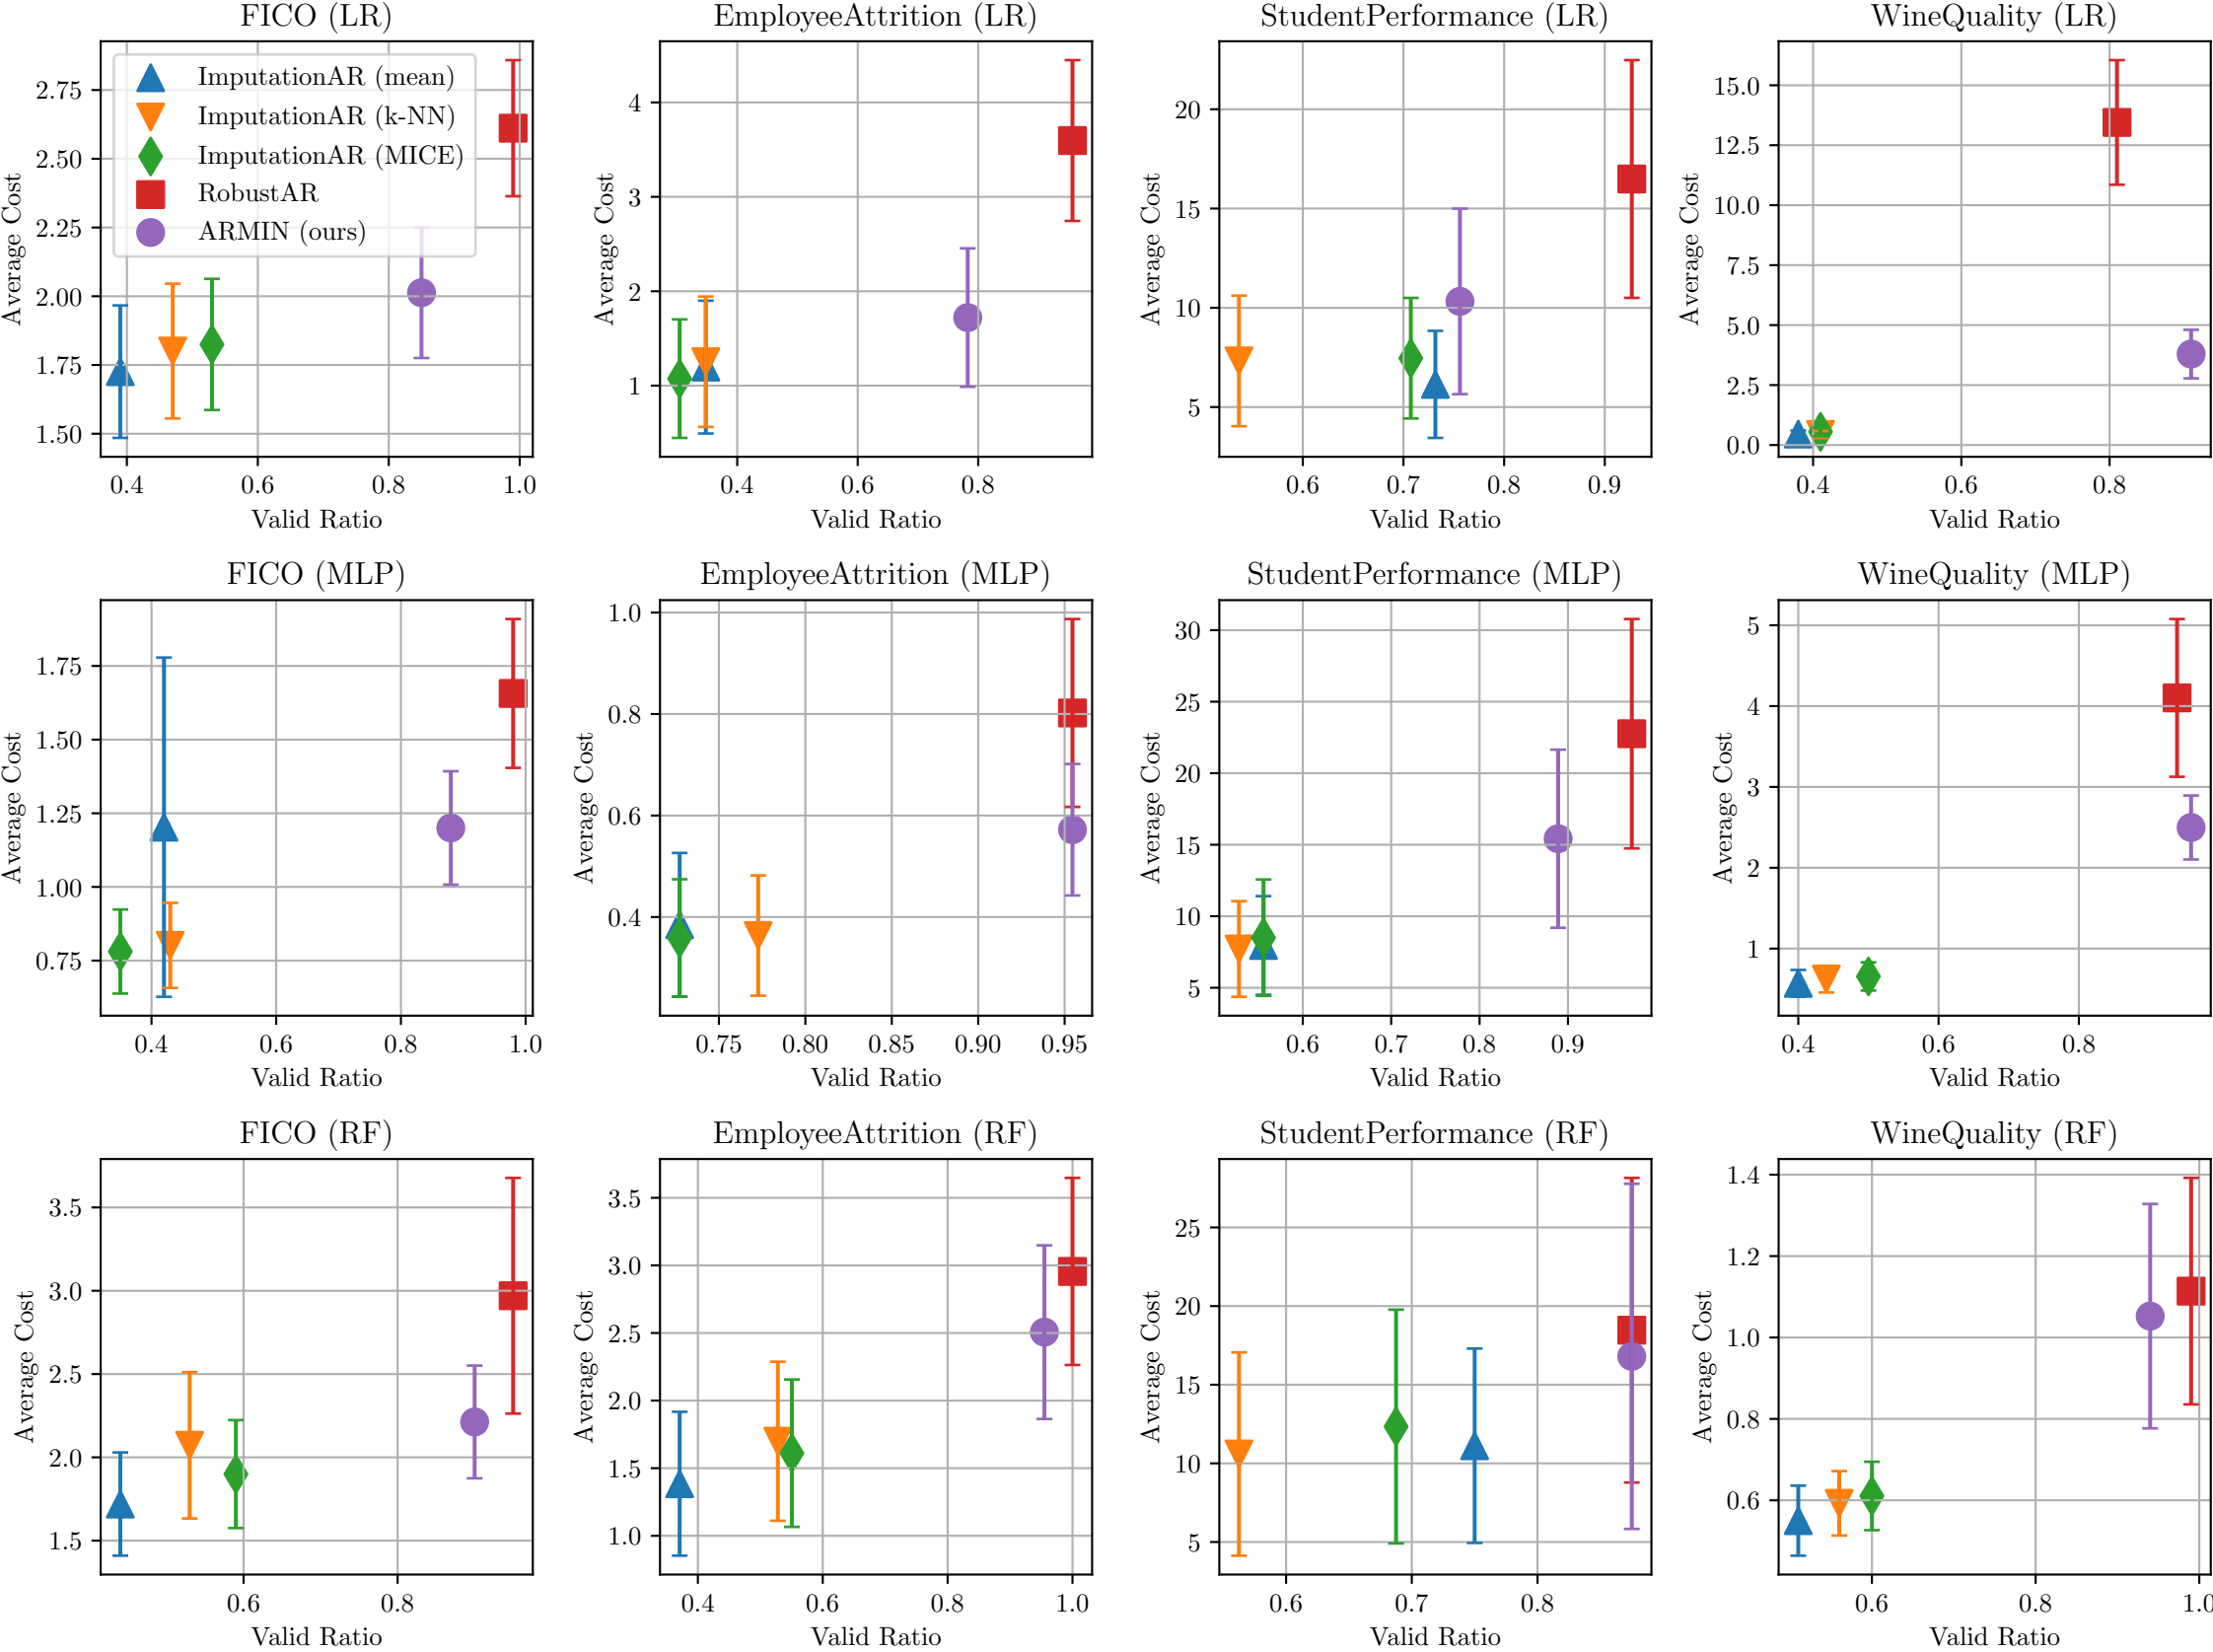 FICO (LR)
EmployeeAttrition (LR)
StudentPerformance (LR)
WineQuality (LR)
ImputationAR (mean)
ImputationAR (k-NN)
ImputationAR (MICE)
RobustAR
ARMIN (ours)
Average Cost
2.75
2.50
2.25
2.00
1.75
1.50
0.4 0.6 0.8 1.0
Valid Ratio
Average Cost
4
3
2
1
0.4 0.6 0.8
Valid Ratio
Average Cost
20
15
10
5
0.6 0.7 0.8 0.9
Valid Ratio
Average Cost
15.0
12.5
10.0
7.5
5.0
2.5
0.0
0.4 0.6 0.8
Valid Ratio
FICO (MLP)
EmployeeAttrition (MLP)
StudentPerformance (MLP)
WineQuality (MLP)
Average Cost
1.75
1.50
1.25
1.00
0.75
0.4 0.6 0.8 1.0
Valid Ratio
Average Cost
1.0
0.8
0.6
0.4
0.75 0.80 0.85 0.90 0.95
Valid Ratio
Average Cost
30
25
20
15
10
5
0.6 0.7 0.8 0.9
Valid Ratio
Average Cost
5
4
3
2
1
0.4 0.6 0.8
Valid Ratio
FICO (RF)
EmployeeAttrition (RF)
StudentPerformance (RF)
WineQuality (RF)
Average Cost
3.5
3.0
2.5
2.0
1.5
0.6 0.8
Valid Ratio
Average Cost
3.5
3.0
2.5
2.0
1.5
1.0
0.4 0.6 0.8 1.0
Valid Ratio
Average Cost
25
20
15
10
5
0.6 0.7 0.8
Valid Ratio
Average Cost
1.4
1.2
1.0
0.8
0.6
0.6 0.8 1.0
Valid Ratio